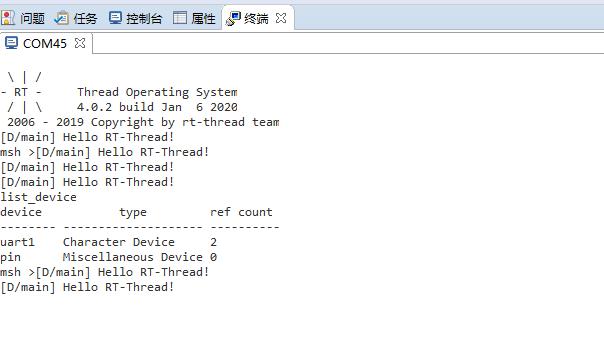 问题 任务 控制台 属性 终端
COM45
\ | /
- RT -     Thread Operating System
/ | \     4.0.2 build Jan  6 2020
2006 - 2019 Copyright by rt-thread team
[D/main] Hello RT-Thread!
msh >[D/main] Hello RT-Thread!
[D/main] Hello RT-Thread!
[D/main] Hello RT-Thread!
list_device
device           type         ref count
-------- -------------------- ----------
uart1    Character Device     2
pin      Miscellaneous Device 0
msh >[D/main] Hello RT-Thread!
[D/main] Hello RT-Thread!